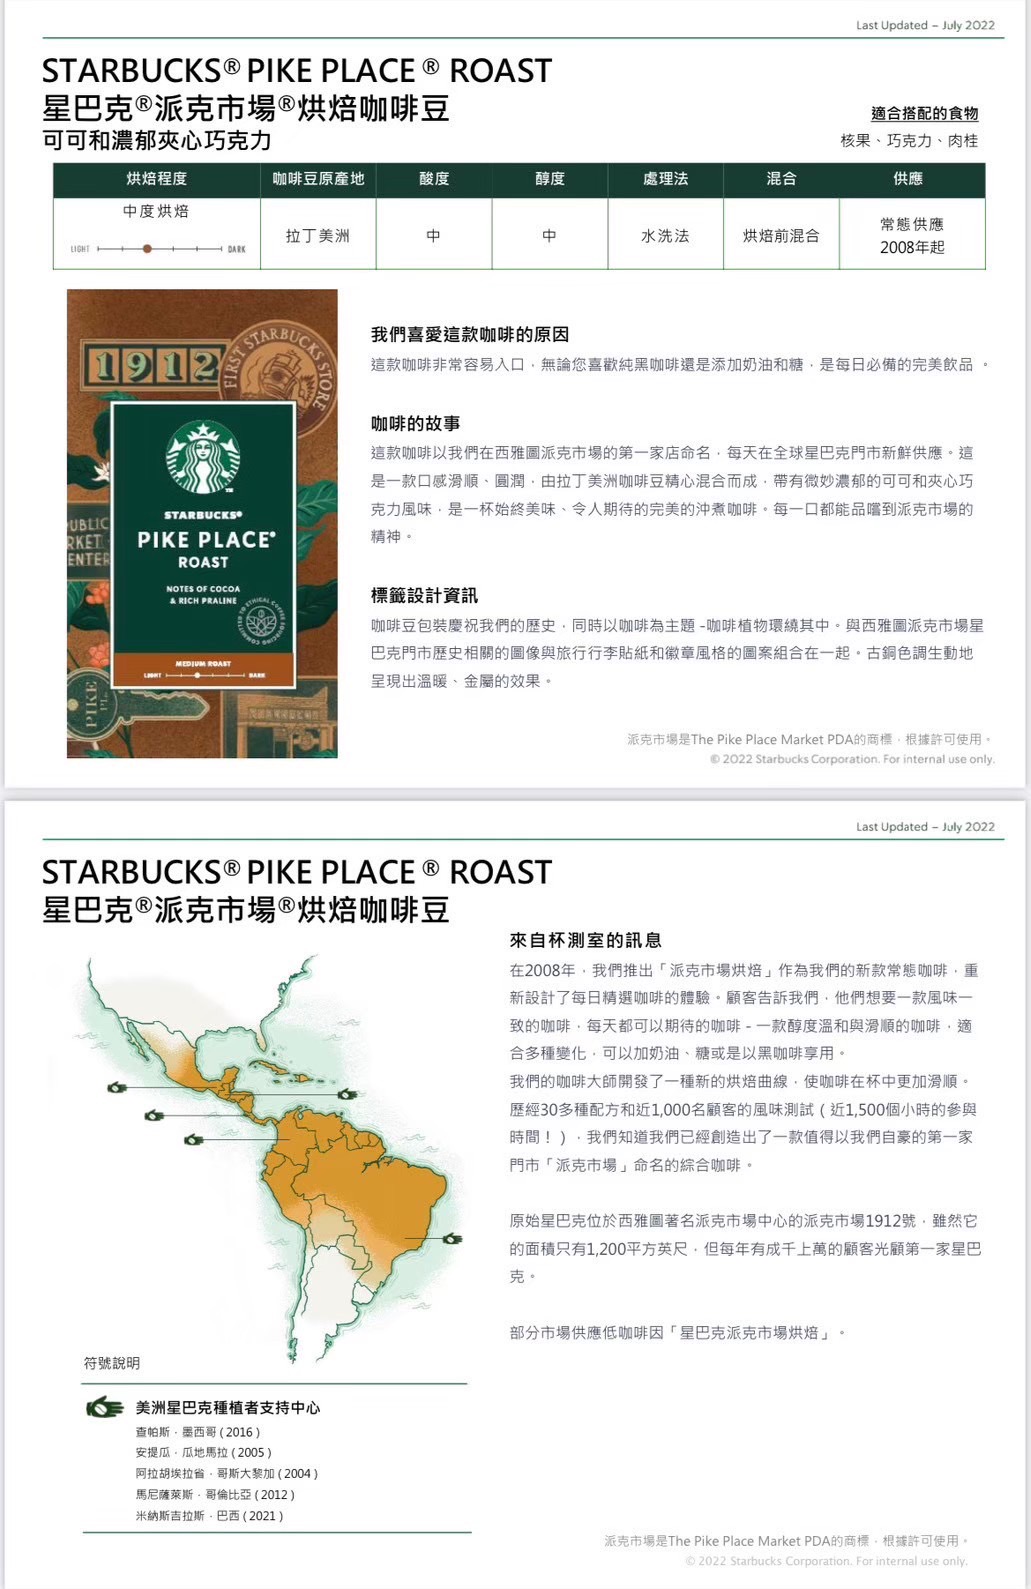 Last Updated – July 2022
STARBUCKS® PIKE PLACE ® ROAST
星巴克®派克市場®烘焙咖啡豆
可可和濃郁夾心巧克力
適合搭配的食物
核果、巧克力、肉桂
烘焙程度 咖啡豆原產地 酸度 醇度 處理法 混合 供應
中度烘焙
LIGHT DARK
拉丁美洲 中 中 水洗法 烘焙前混合
常態供應
2008年起
1912
FIRST STARBUCKS STORE
PUBLIC
RKET
ENTER
STARBUCKS®
PIKE PLACE®
ROAST
NOTES OF COCOA
& RICH PRALINE
COMMITTED TO ETHICAL COFFEE SOURCING
MEDIUM ROAST
LIGHT DARK
PIKE
PL
我們喜愛這款咖啡的原因
這款咖啡非常容易入口，無論您喜歡純黑咖啡還是添加奶油和糖，是每日必備的完美飲品 。
咖啡的故事
這款咖啡以我們在西雅圖派克市場的第一家店命名，每天在全球星巴克門市新鮮供應。這
是一款口感滑順、圓潤，由拉丁美洲咖啡豆精心混合而成，帶有微妙濃郁的可可和夾心巧
克力風味，是一杯始終美味、令人期待的完美的沖煮咖啡。每一口都能品嚐到派克市場的
精神。
標籤設計資訊
咖啡豆包裝慶祝我們的歷史，同時以咖啡為主題 -咖啡植物環繞其中。與西雅圖派克市場星
巴克門市歷史相關的圖像與旅行行李貼紙和徽章風格的圖案組合在一起。古銅色調生動地
呈現出溫暖、金屬的效果。
派克市場是The Pike Place Market PDA的商標，根據許可使用。
© 2022 Starbucks Corporation. For internal use only.
Last Updated – July 2022
STARBUCKS® PIKE PLACE ® ROAST
星巴克®派克市場®烘焙咖啡豆
來自杯測室的訊息
在2008年，我們推出「派克市場烘焙」作為我們的新款常態咖啡，重
新設計了每日精選咖啡的體驗。顧客告訴我們，他們想要一款風味一
致的咖啡，每天都可以期待的咖啡 - 一款醇度溫和與滑順的咖啡，適
合多種變化，可以加奶油、糖或是以黑咖啡享用。
我們的咖啡大師開發了一種新的烘焙曲線，使咖啡在杯中更加滑順。
歷經30多種配方和近1,000名顧客的風味測試（近1,500個小時的參與
時間！），我們知道我們已經創造出了一款值得以我們自豪的第一家
門市「派克市場」命名的綜合咖啡。
原始星巴克位於西雅圖著名派克市場中心的派克市場1912號，雖然它
的面積只有1,200平方英尺，但每年有成千上萬的顧客光顧第一家星巴
克。
部分市場供應低咖啡因「星巴克派克市場烘焙」。
符號說明
美洲星巴克種植者支持中心
查帕斯，墨西哥 ( 2016 )
安提瓜，瓜地馬拉 ( 2005 )
阿拉胡埃拉省，哥斯大黎加 ( 2004 )
馬尼薩萊斯，哥倫比亞 ( 2012 )
米納斯吉拉斯，巴西 ( 2021 )
派克市場是The Pike Place Market PDA的商標，根據許可使用。
© 2022 Starbucks Corporation. For internal use only.